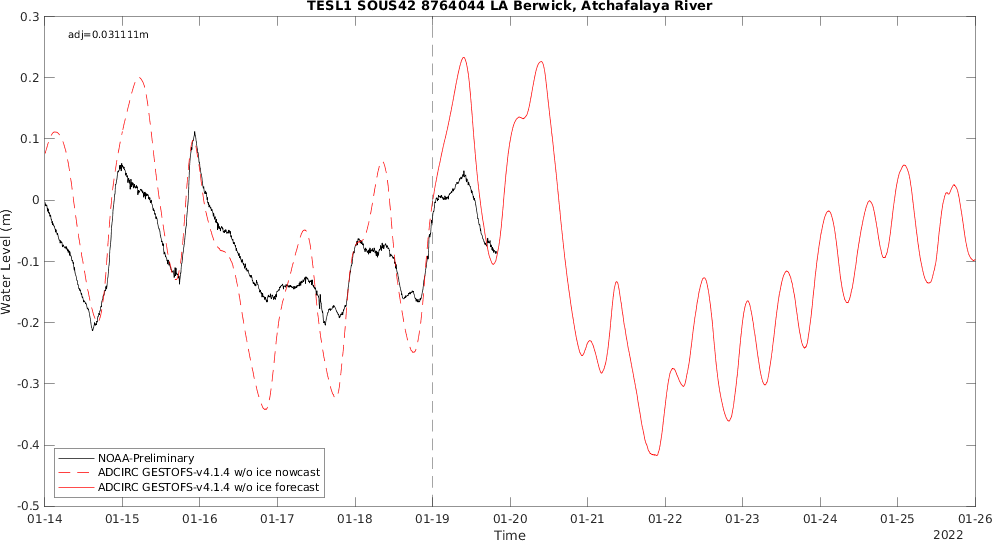 TESL1 SOUS42 8764044 LA Berwick, Atchafalaya River
adj=0.031111m
0.3
0.2
0.1
0
-0.1
-0.2
-0.3
-0.4
-0.5
Water Level (m)
NOAA-Preliminary
ADCIRC GESTOFS-v4.1.4 w/o ice nowcast
ADCIRC GESTOFS-v4.1.4 w/o ice forecast
01-14 01-15 01-16 01-17 01-18 01-19 01-20 01-21 01-22 01-23 01-24 01-25 01-26
Time
2022